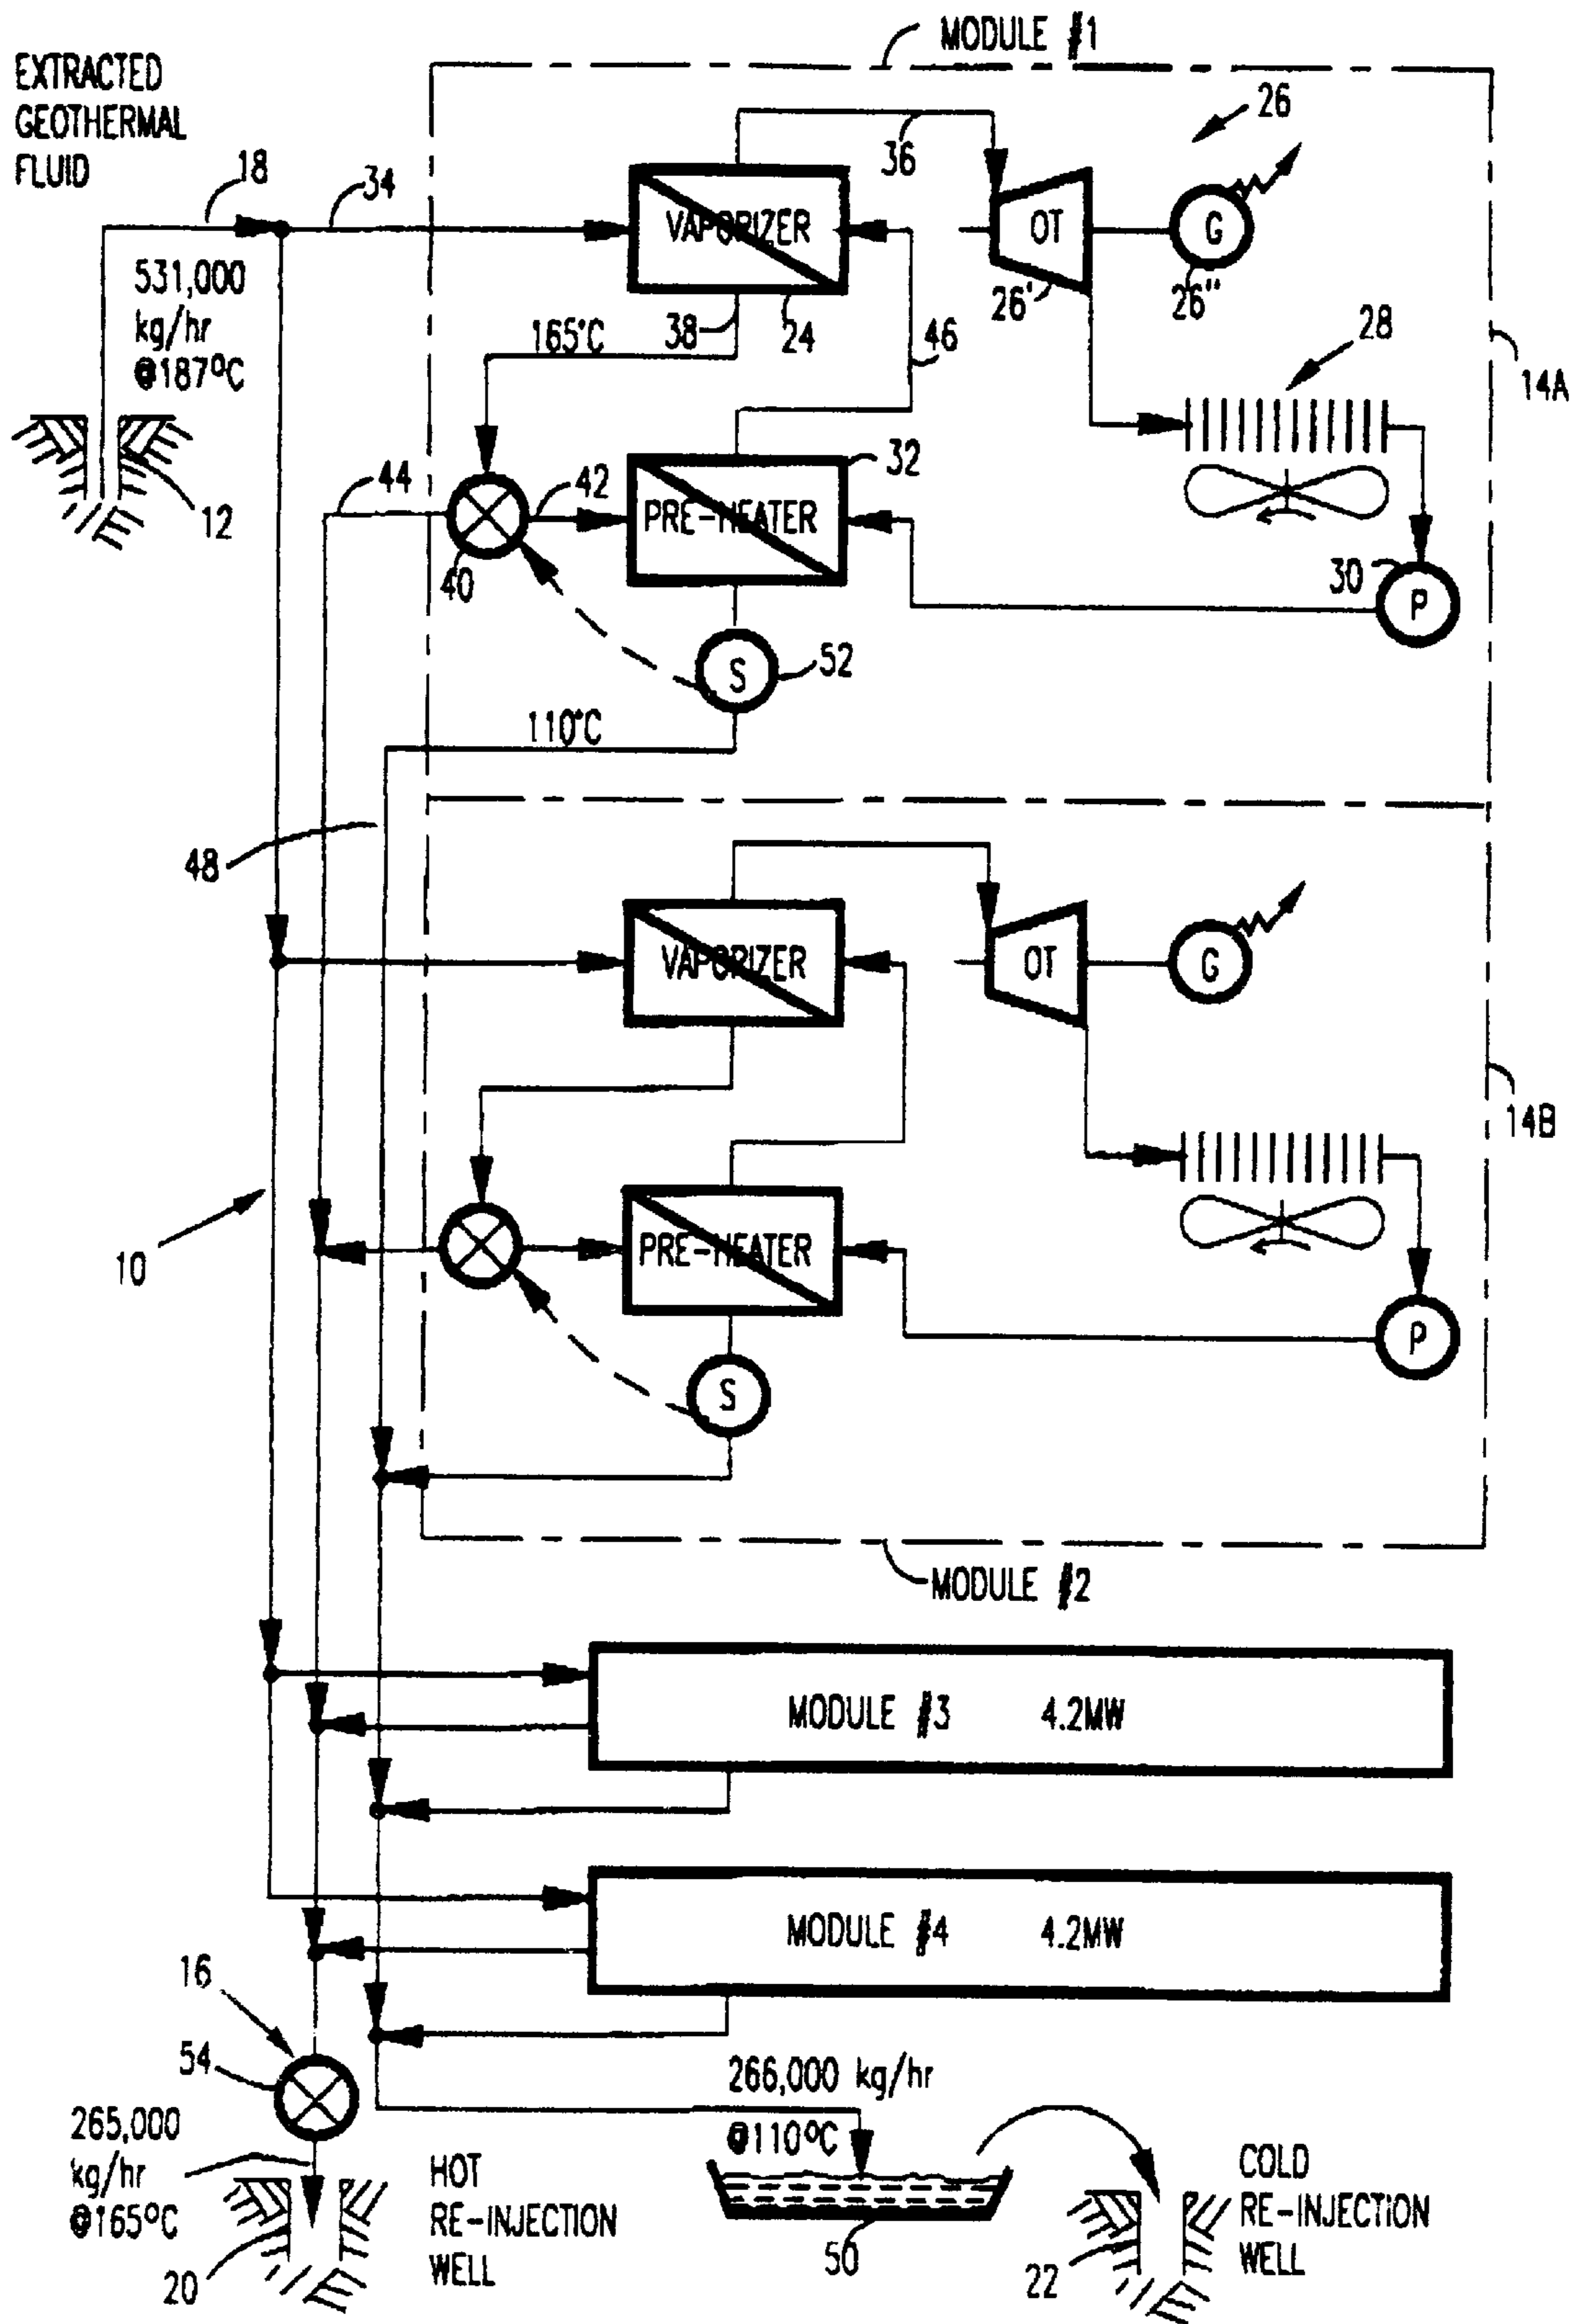 MODULE #1
EXTRACTED
GEOTHERMAL
FLUID
26
36
18
34
VAPORIZER
OT
G
531,000
kg/hr
@187°C
26'
26"
38
24
46
28
165°C
14A
12
44
42
32
PRE-HEATER
40
30
P
S
52
110°C
48
VAPORIZER
OT
G
14B
10
PRE-HEATER
P
S
MODULE #2
MODULE #3 4.2MW
MODULE #4 4.2MW
16
54
266,000 kg/hr
@110°C
265,000
kg/hr
@165°C
HOT
RE-INJECTION
WELL
COLD
RE-INJECTION
WELL
20
50
22